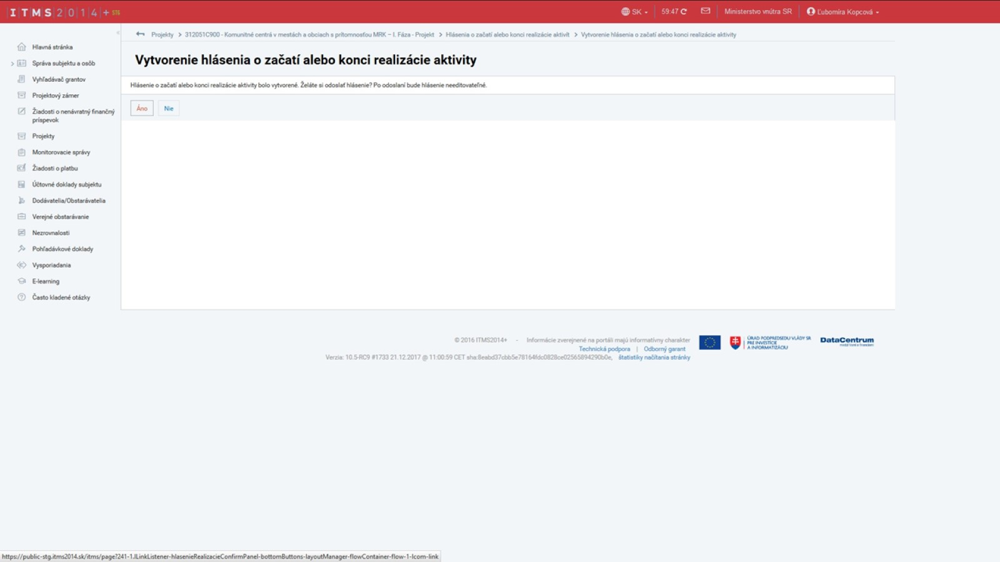 ITMS2014+ STG
SK
59:47
Ministerstvo vnútra SR
Ľubomíra Kopcová
Projekty > 312051C900 - Komunitné centrá v mestách a obciach s prítomnosťou MRK – I. Fáza - Projekt > Hlásenia o začatí alebo konci realizácie aktivít > Vytvorenie hlásenia o začatí alebo konci realizácie aktivity
Hlavná stránka
Správa subjektu a osôb
Vyhľadávač grantov
Projektový zámer
Žiadosti o nenávratný finančný
príspevok
Projekty
Monitorovacie správy
Žiadosti o platbu
Účtovné doklady subjektu
Dodávatelia/Obstarávatelia
Verejné obstarávanie
Nezrovnalosti
Pohľadávkové doklady
Vysporiadania
E-learning
Často kladené otázky
Vytvorenie hlásenia o začatí alebo konci realizácie aktivity
Hlásenie o začatí alebo konci realizácie aktivity bolo vytvorené. Želáte si odoslať hlásenie? Po odoslaní bude hlásenie needitovateľné.
Áno
Nie
© 2016 ITMS2014+ - Informácie zverejnené na portáli majú informatívny charakter
Technická podpora | Odborný garant
Verzia: 10.5-RC9 #1733 21.12.2017 @ 11:00:59 CET sha:8eabd37cbb5e78164fdc0828ce02565894290b0e, štatistiky načítania stránky
ÚRAD PODPREDSEDU VLÁDY SR
PRE INVESTÍCIE
A INFORMATIZÁCIU
DataCentrum
https://public-stg.itms2014.sk/itms/page?241-1.ILinkListener-hlasenieRealizacieConfirmPanel-bottomButtons-layoutManager-flowContainer-flow-1-lcom-link